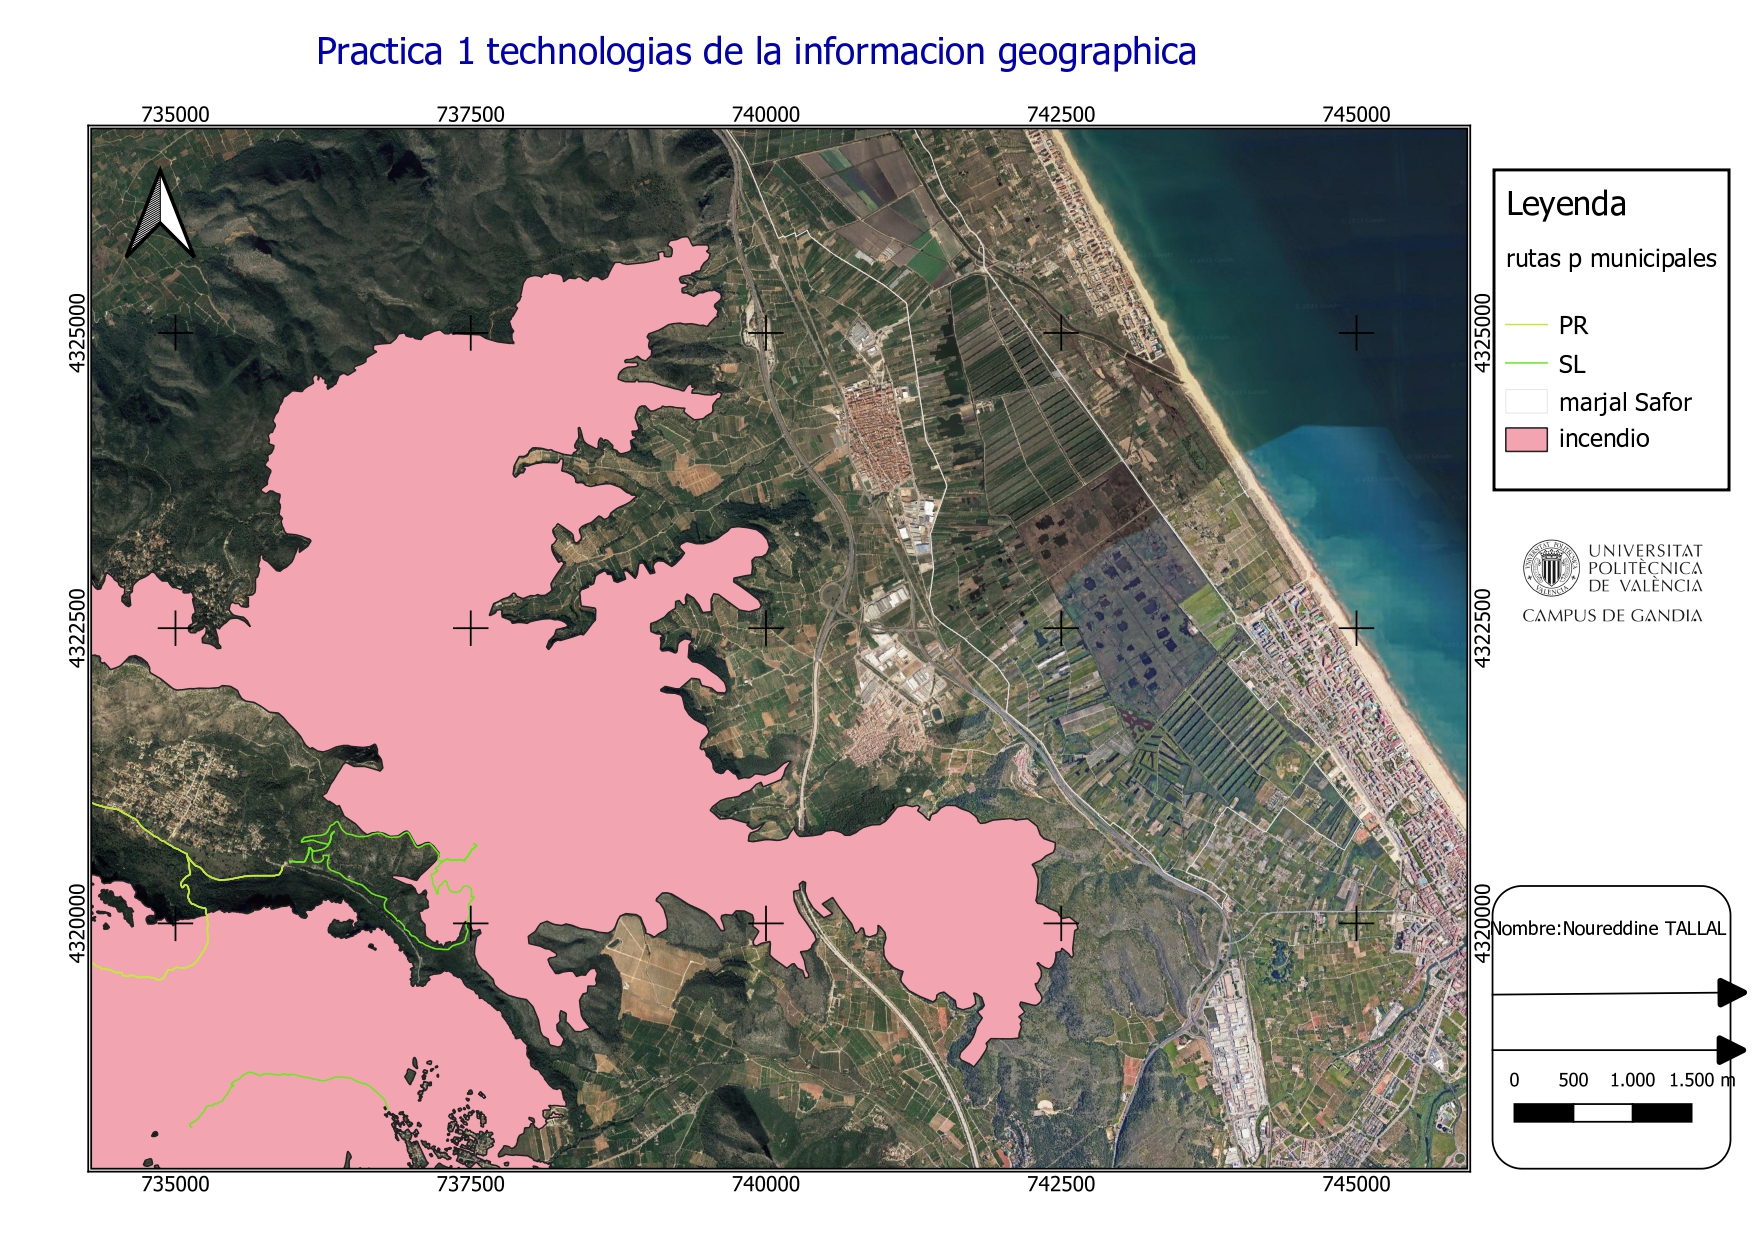 Practica 1 technologias de la informacion geographica
735000 737500 740000 742500 745000
4325000
4322500
4320000
4325000
4322500
4320000
735000 737500 740000 742500 745000
Leyenda
rutas p municipales
PR
SL
marjal Safor
incendio
UNIVERSITAT
POLITÈCNICA
DE VALÈNCIA
CAMPUS DE GANDIA
Nombre:Noureddine TALLAL
0 500 1.000 1.500 m